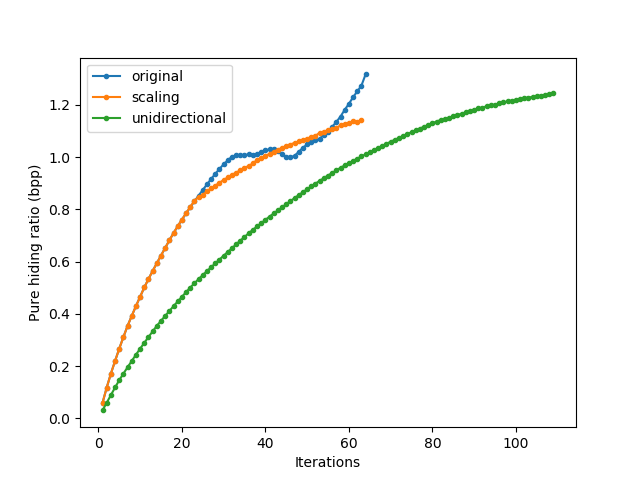 original
scaling
unidirectional
1.2
1.0
0.8
0.6
0.4
0.2
0.0
Pure hiding ratio (bpp)
0 20 40 60 80 100
Iterations